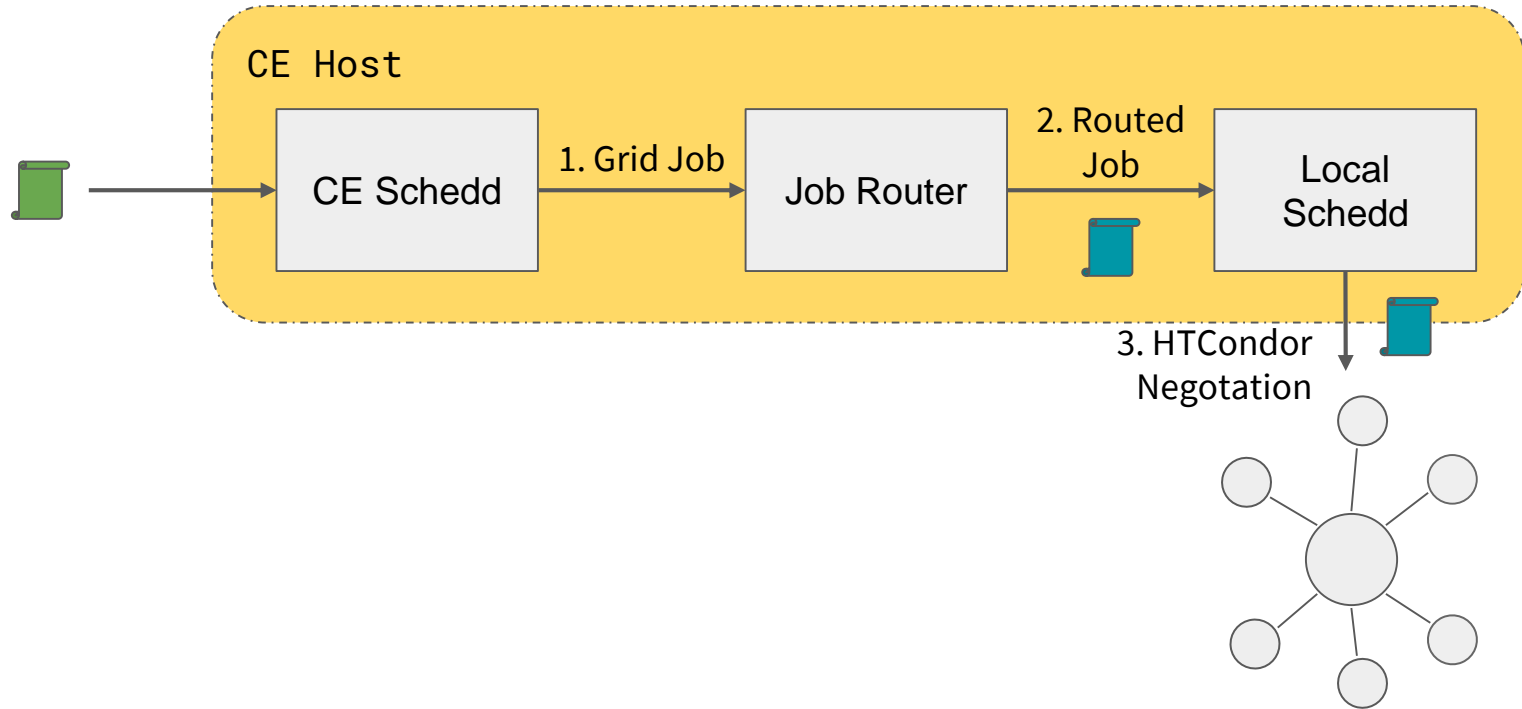 CE Host
CE Schedd
1. Grid Job
Job Router
2. Routed
Job
Local
Schedd
3. HTCondor
Negotation